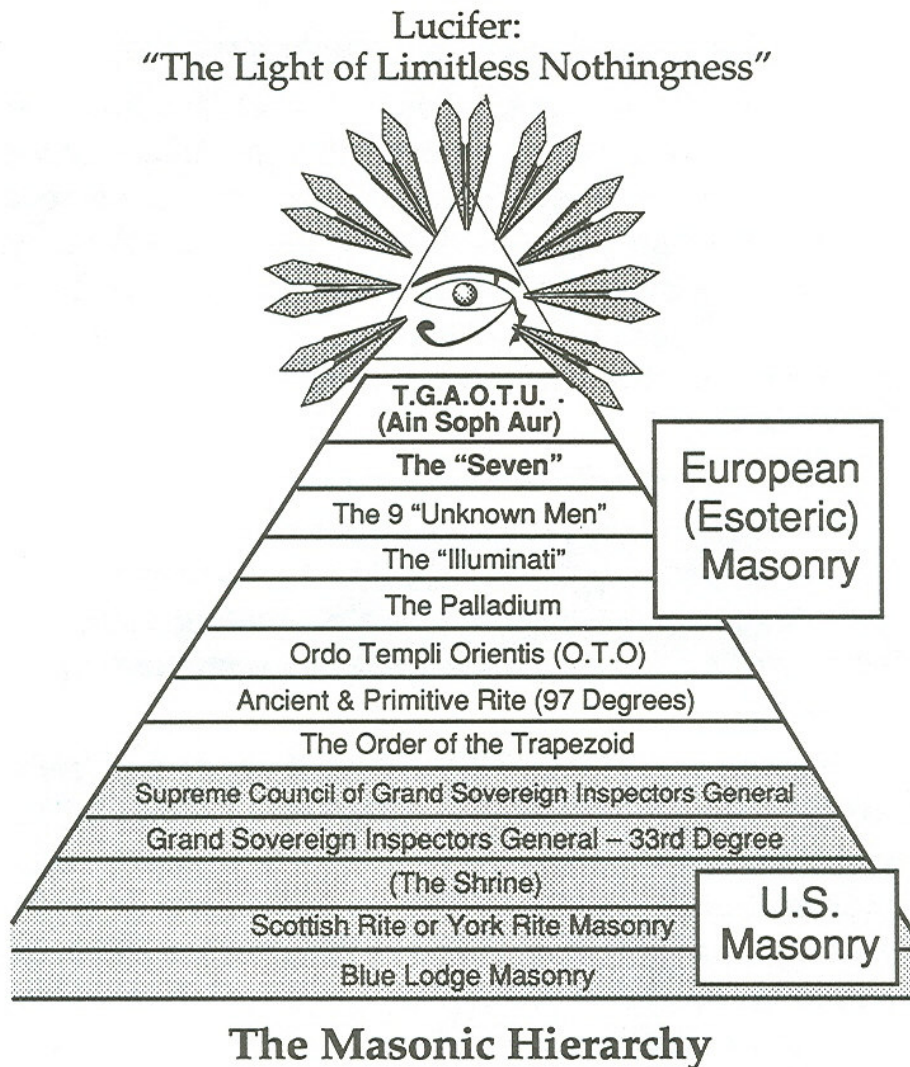 Lucifer:
“The Light of Limitless Nothingness”
T.G.A.O.T.U.
(Ain Soph Aur)
The “Seven”
The 9 “Unknown Men”
The “Illuminati”
The Palladium
Ordo Templi Orientis (O.T.O)
Ancient & Primitive Rite (97 Degrees)
The Order of the Trapezoid
European
(Esoteric)
Masonry
Supreme Council of Grand Sovereign Inspectors General
Grand Sovereign Inspectors General – 33rd Degree
(The Shrine)
Scottish Rite or York Rite Masonry
Blue Lodge Masonry
U.S.
Masonry
The Masonic Hierarchy